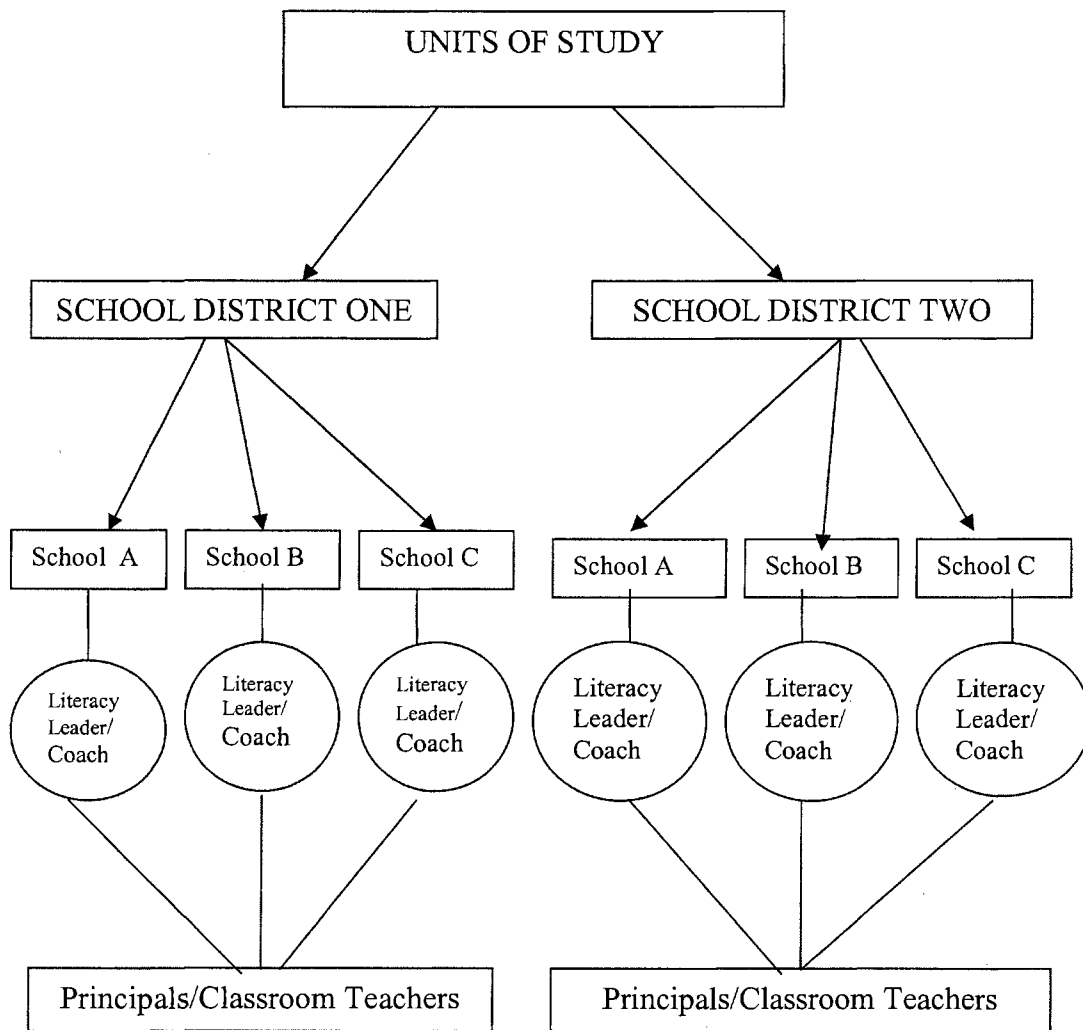 UNITS OF STUDY
SCHOOL DISTRICT ONE
SCHOOL DISTRICT TWO
School A
School B
School C
School A
School B
School C
Literacy
Leader/
Coach
Literacy
Leader/
Coach
Literacy
Leader/
Coach
Literacy
Leader/
Coach
Literacy
Leader/
Coach
Literacy
Leader/
Coach
Principals/Classroom Teachers
Principals/Classroom Teachers